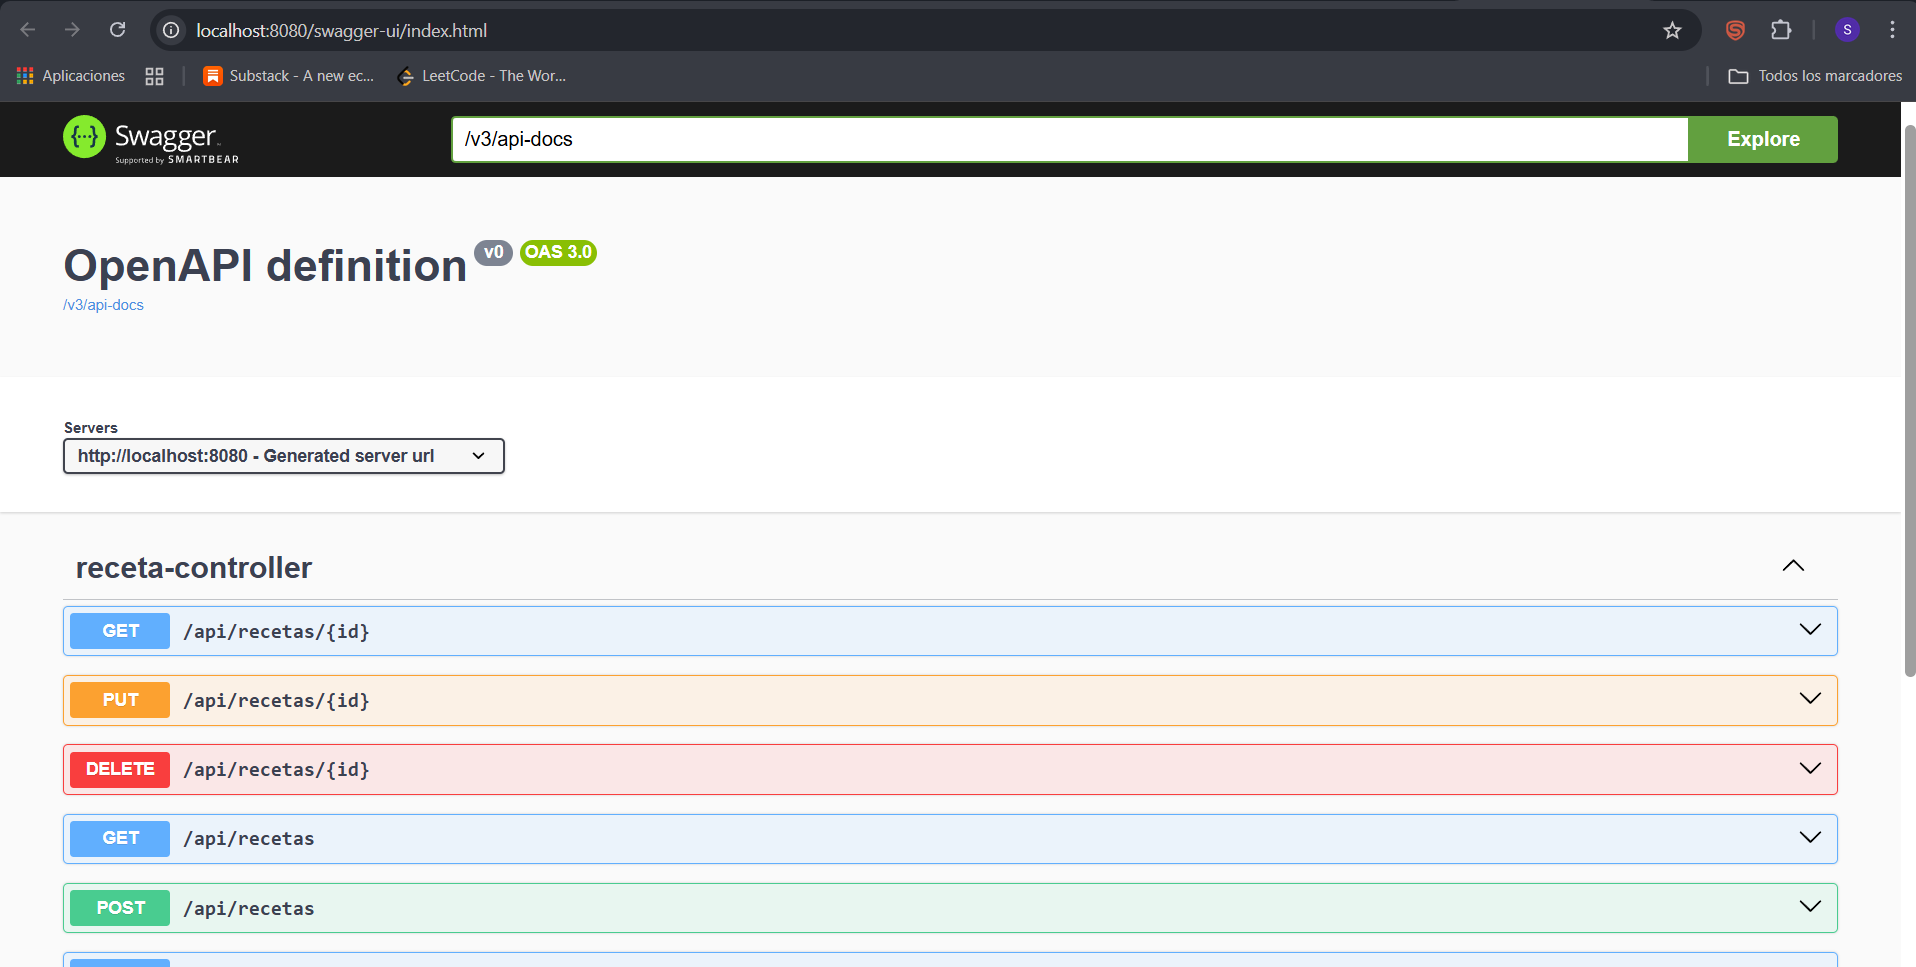 localhost:8080/swagger-ui/index.html
S
Aplicaciones
Substack - A new ec...
LeetCode - The Wor...
Todos los marcadores
Swagger
Supported by SMARTBEAR
/v3/api-docs
Explore
OpenAPI definition v0 OAS 3.0
/v3/api-docs
Servers
http://localhost:8080 - Generated server url
receta-controller
GET /api/recetas/{id}
PUT /api/recetas/{id}
DELETE /api/recetas/{id}
GET /api/recetas
POST /api/recetas